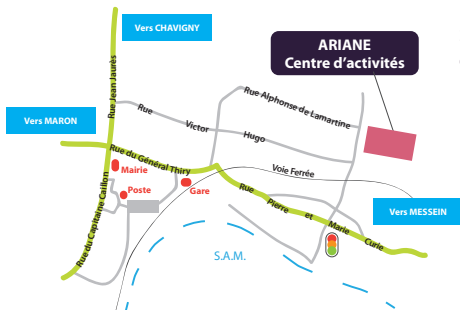 Vers CHAVIGNY
ARIANE
Centre d'activités
Rue Jean Jaurès
Rue Alphonse de Lamartine
Vers MARON
Rue Victor Hugo
Rue du Général Thiry
Mairie
Voie Ferrée
Poste
Gare
Rue Pierre et Marie Curie
Vers MESSEIN
Rue du Capitaine Caillon
S.A.M.